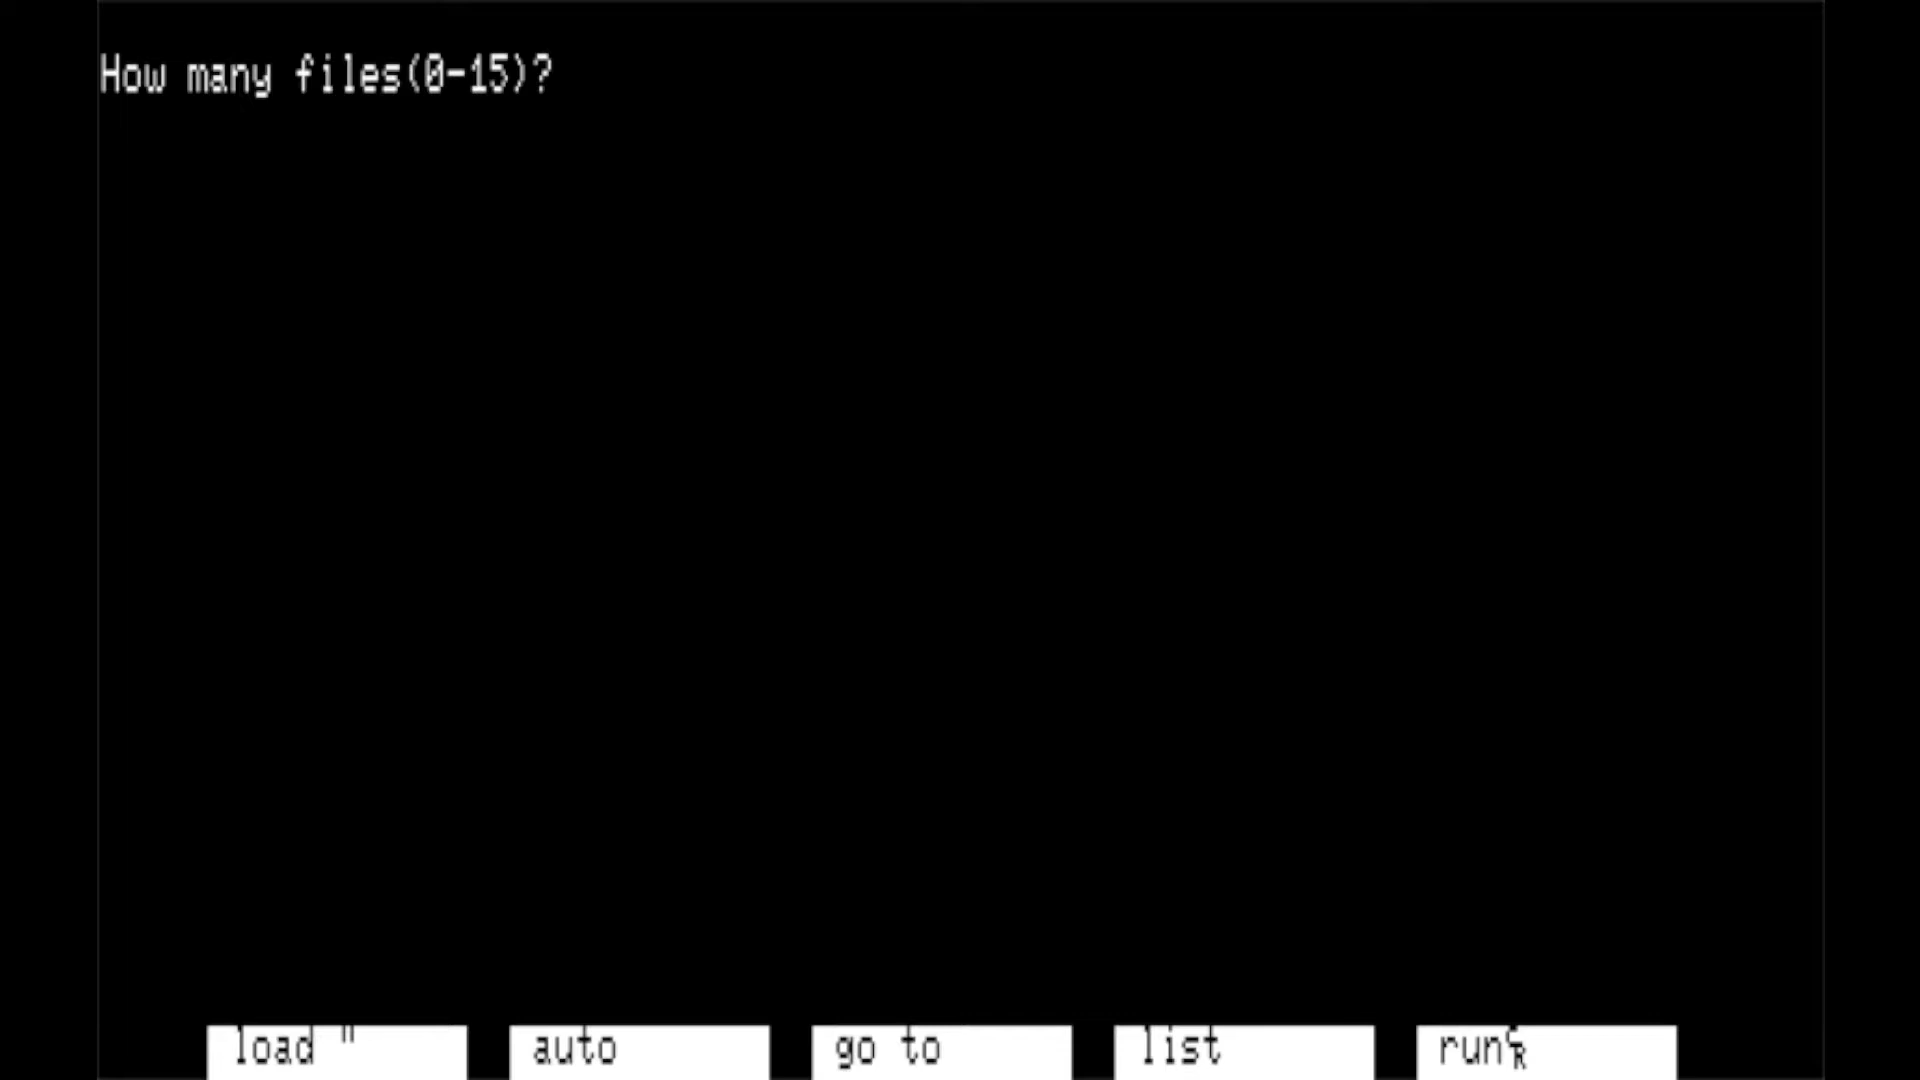 How many files(0-15)?
load " auto go to list run␍